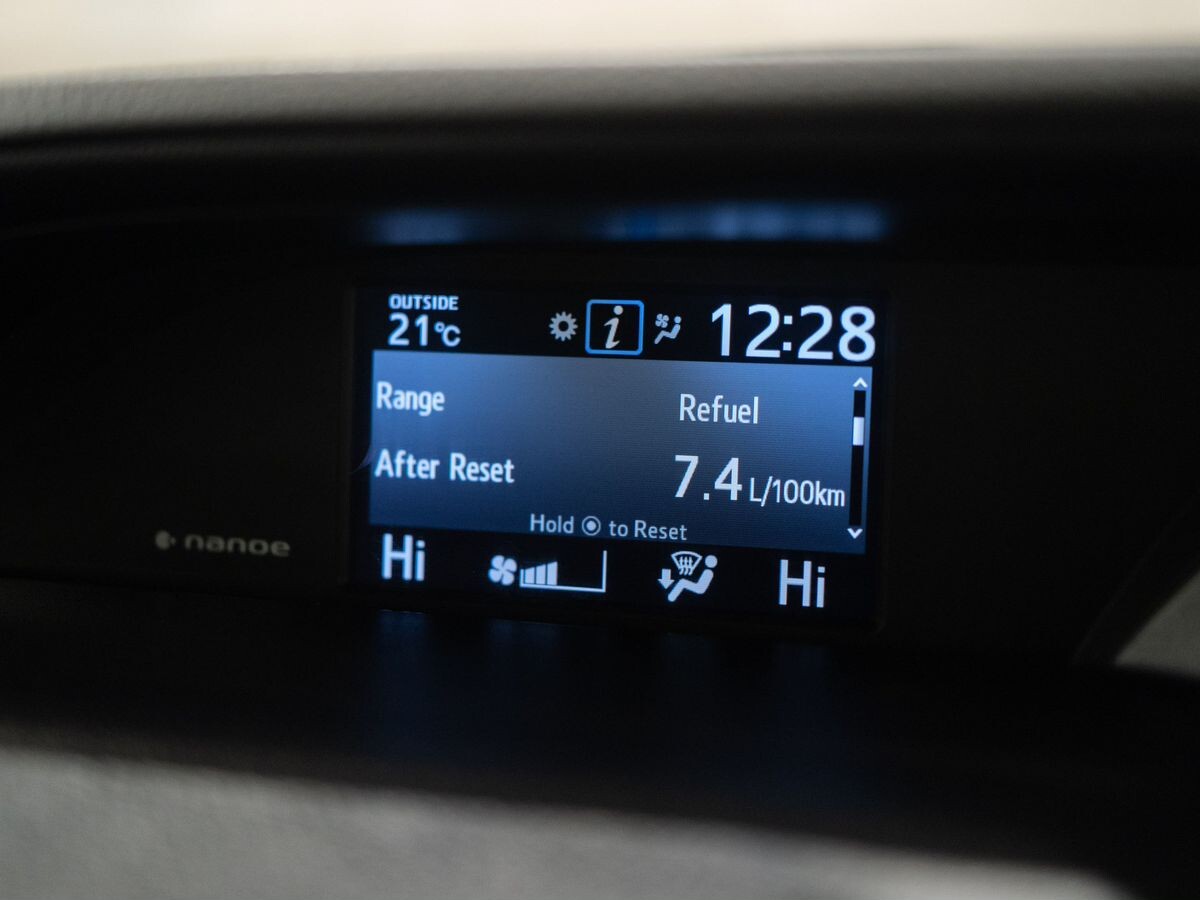 OUTSIDE
21°C
i
12:28
Range Refuel
After Reset 7.4 L/100km
Hold ◉ to Reset
nanoe
Hi Hi